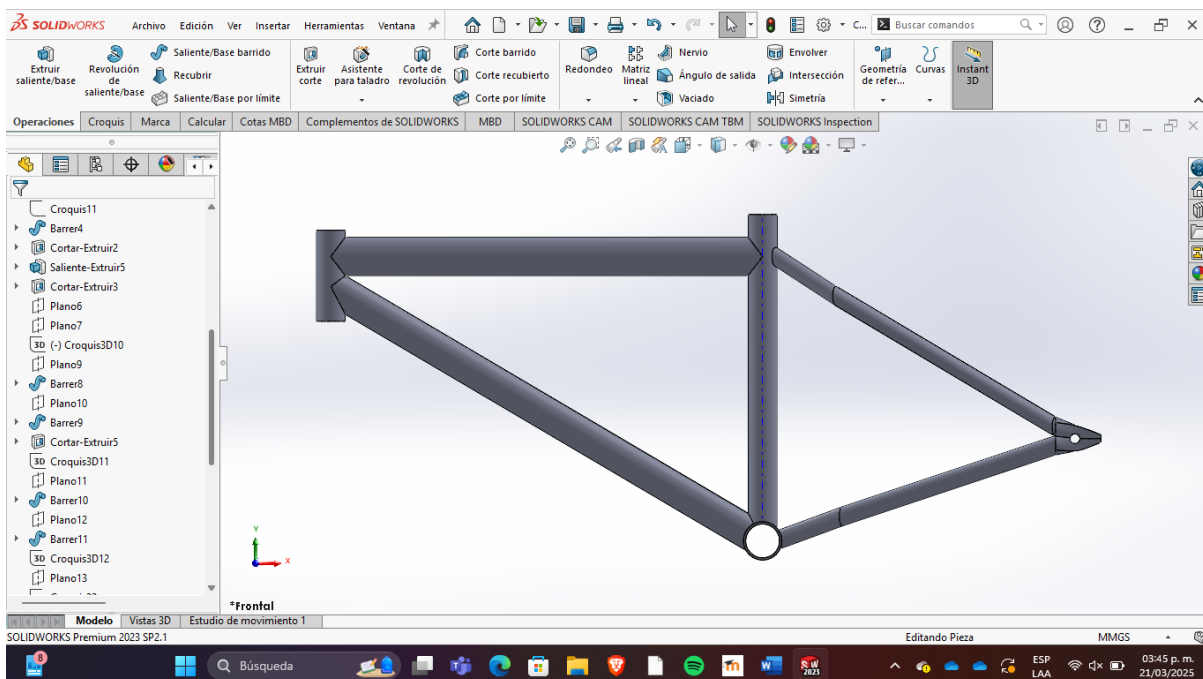 SOLIDWORKS Archivo Edición Ver Insertar Herramientas Ventana C... Buscar comandos
Extruir saliente/base
Revolución de saliente/base
Saliente/Base barrido
Recubrir
Saliente/Base por límite
Extruir corte
Asistente para taladro
Corte de revolución
Corte barrido
Corte recubierto
Corte por límite
Redondeo
Matriz lineal
Nervio
Ángulo de salida
Vaciado
Envolver
Intersección
Simetría
Geometría de refer...
Curvas
Instant 3D
Operaciones Croquis Marca Calcular Cotas MBD Complementos de SOLIDWORKS MBD SOLIDWORKS CAM SOLIDWORKS CAM TBM SOLIDWORKS Inspection
Croquis11
Barrer4
Cortar-Extruir2
Saliente-Extruir5
Cortar-Extruir3
Plano6
Plano7
3D (-) Croquis3D10
Plano9
Barrer8
Plano10
Barrer9
Cortar-Extruir5
3D Croquis3D11
Plano11
Barrer10
Plano12
Barrer11
3D Croquis3D12
Plano13
Y
X
*Frontal
Modelo Vistas 3D Estudio de movimiento 1
SOLIDWORKS Premium 2023 SP2.1 Editando Pieza MMGS
8 Búsqueda ESP LAA 03:45 p. m. 21/03/2025